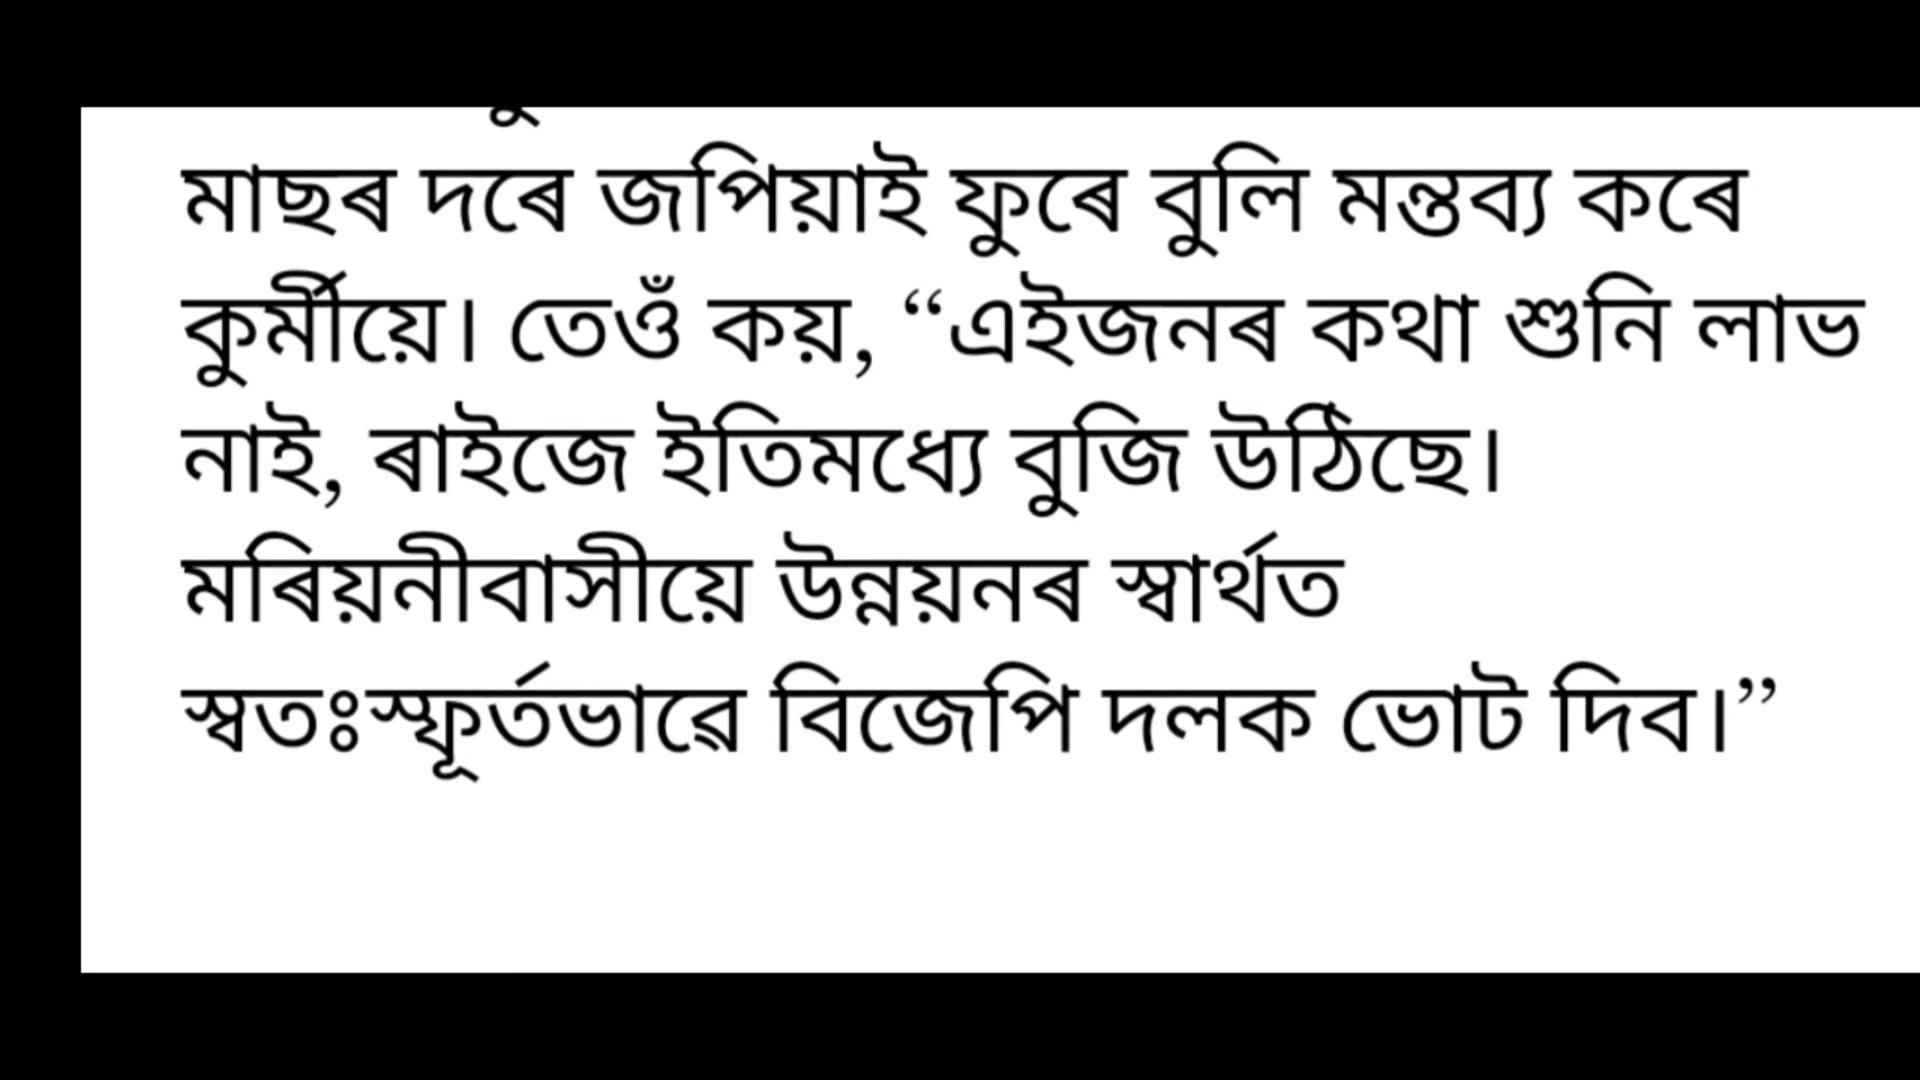 মাছৰ দৰে জপিয়াই ফুৰে বুলি মন্তব্য কৰে
কুৰ্মীয়ে। তেওঁ কয়, “এইজনৰ কথা শুনি লাভ
নাই, ৰাইজে ইতিমধ্যে বুজি উঠিছে।
মৰিয়নীবাসীয়ে উন্নয়নৰ স্বাৰ্থত
স্বতঃস্ফূৰ্তভাৱে বিজেপি দলক ভোট দিব।”